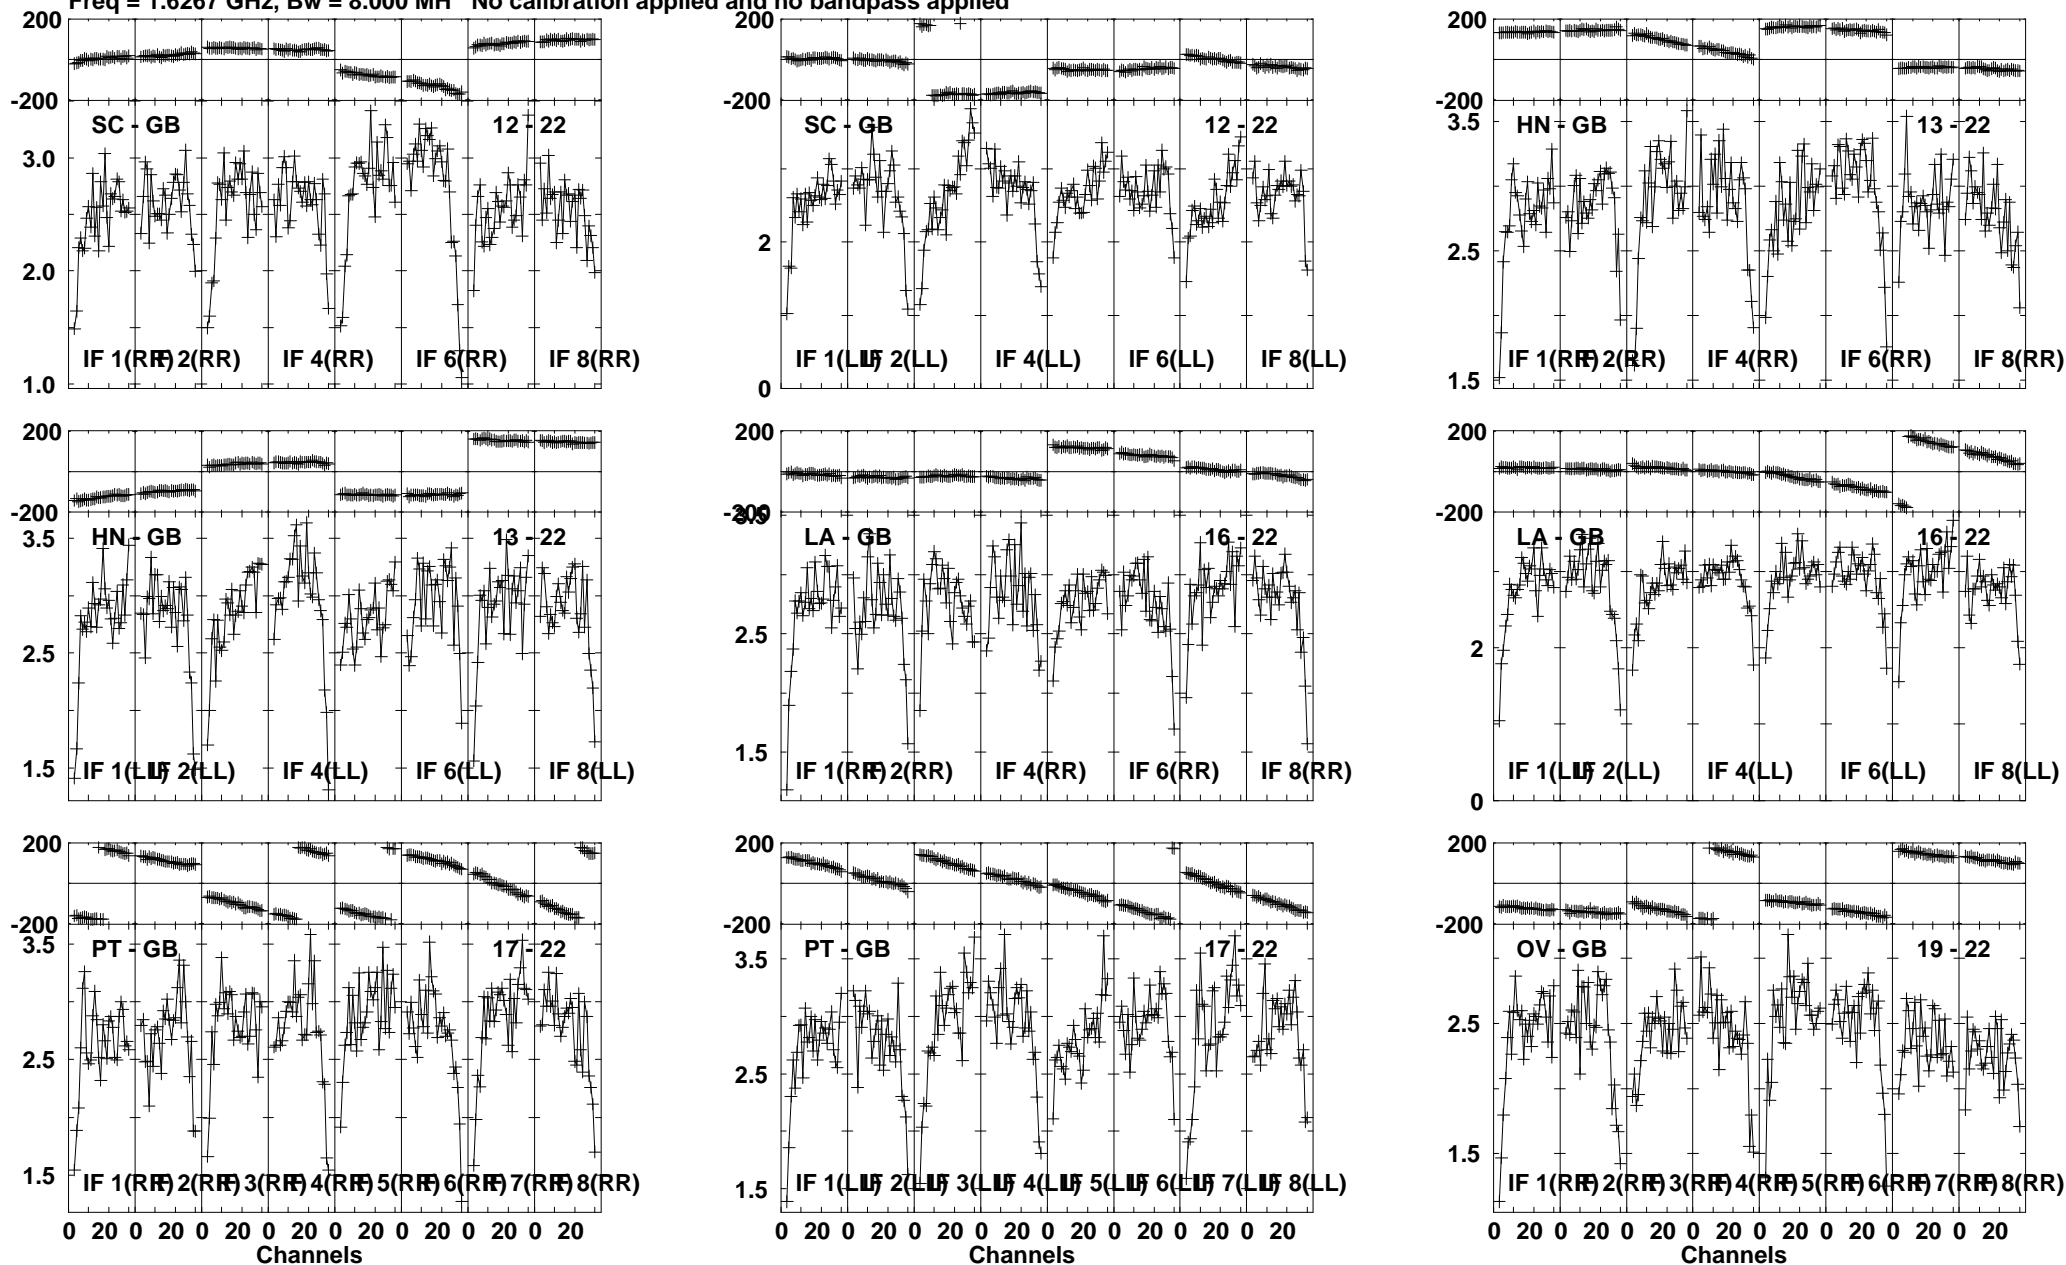 Freq = 1.6267 GHz, Bw = 8.000 MH No calibration applied and no bandpass applied
200 200 200
-200 -200 -200
SC - GB 12 - 22 SC - GB 12 - 22 HN - GB 13 - 22
3.0 2.0 1.0
2 0
3.5 2.5 1.5
IF 1(RR) IF 2(RR) IF 4(RR) IF 6(RR) IF 8(RR)
IF 1(LL) IF 2(LL) IF 4(LL) IF 6(LL) IF 8(LL)
IF 1(RR) IF 2(RR) IF 4(RR) IF 6(RR) IF 8(RR)
200 200 200
-200 -200 -200
HN - GB 13 - 22 LA - GB 16 - 22 LA - GB 16 - 22
3.5 2.5 1.5
3.5 2.5 1.5
2 0
IF 1(LL) IF 2(LL) IF 4(LL) IF 6(LL) IF 8(LL)
IF 1(RR) IF 2(RR) IF 4(RR) IF 6(RR) IF 8(RR)
IF 1(LL) IF 2(LL) IF 4(LL) IF 6(LL) IF 8(LL)
200 200 200
-200 -200 -200
PT - GB 17 - 22 PT - GB 17 - 22 OV - GB 19 - 22
3.5 2.5 1.5
3.5 2.5 1.5
2.5 1.5
IF 1(RR) IF 2(RR) IF 3(RR) IF 4(RR) IF 5(RR) IF 6(RR) IF 7(RR) IF 8(RR)
IF 1(LL) IF 2(LL) IF 3(LL) IF 4(LL) IF 5(LL) IF 6(LL) IF 7(LL) IF 8(LL)
IF 1(RR) IF 2(RR) IF 3(RR) IF 4(RR) IF 5(RR) IF 6(RR) IF 7(RR) IF 8(RR)
0 20 0 20 0 20 0 20 0 20 0 20 0 20 0 20
0 20 0 20 0 20 0 20 0 20 0 20 0 20 0 20
0 20 0 20 0 20 0 20 0 20 0 20 0 20 0 20
Channels Channels Channels